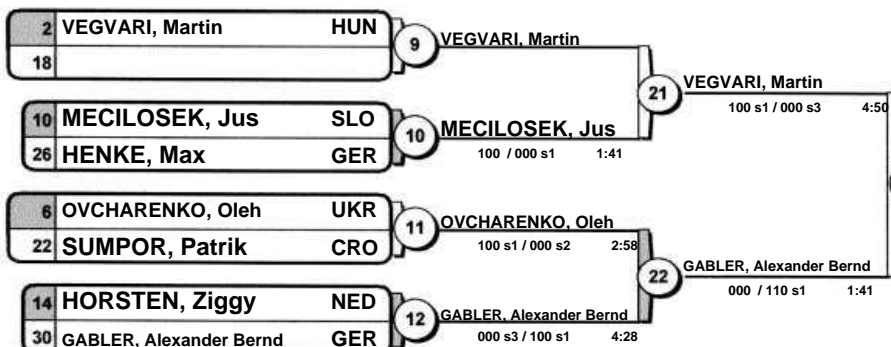 2 VEGVARI, Martin HUN
18
9
VEGVARI, Martin
10 MECILOSEK, Jus SLO
26 HENKE, Max GER
10
MECILOSEK, Jus
100 / 000 s1 1:41
21
VEGVARI, Martin
100 s1 / 000 s3 4:50
6 OVCHARENKO, Oleh UKR
22 SUMPOR, Patrik CRO
11
OVCHARENKO, Oleh
100 s1 / 000 s2 2:58
14 HORSTEN, Ziggy NED
30 GABLER, Alexander Bernd GER
12
GABLER, Alexander Bernd
000 s3 / 100 s1 4:28
22
GABLER, Alexander Bernd
000 / 110 s1 1:41